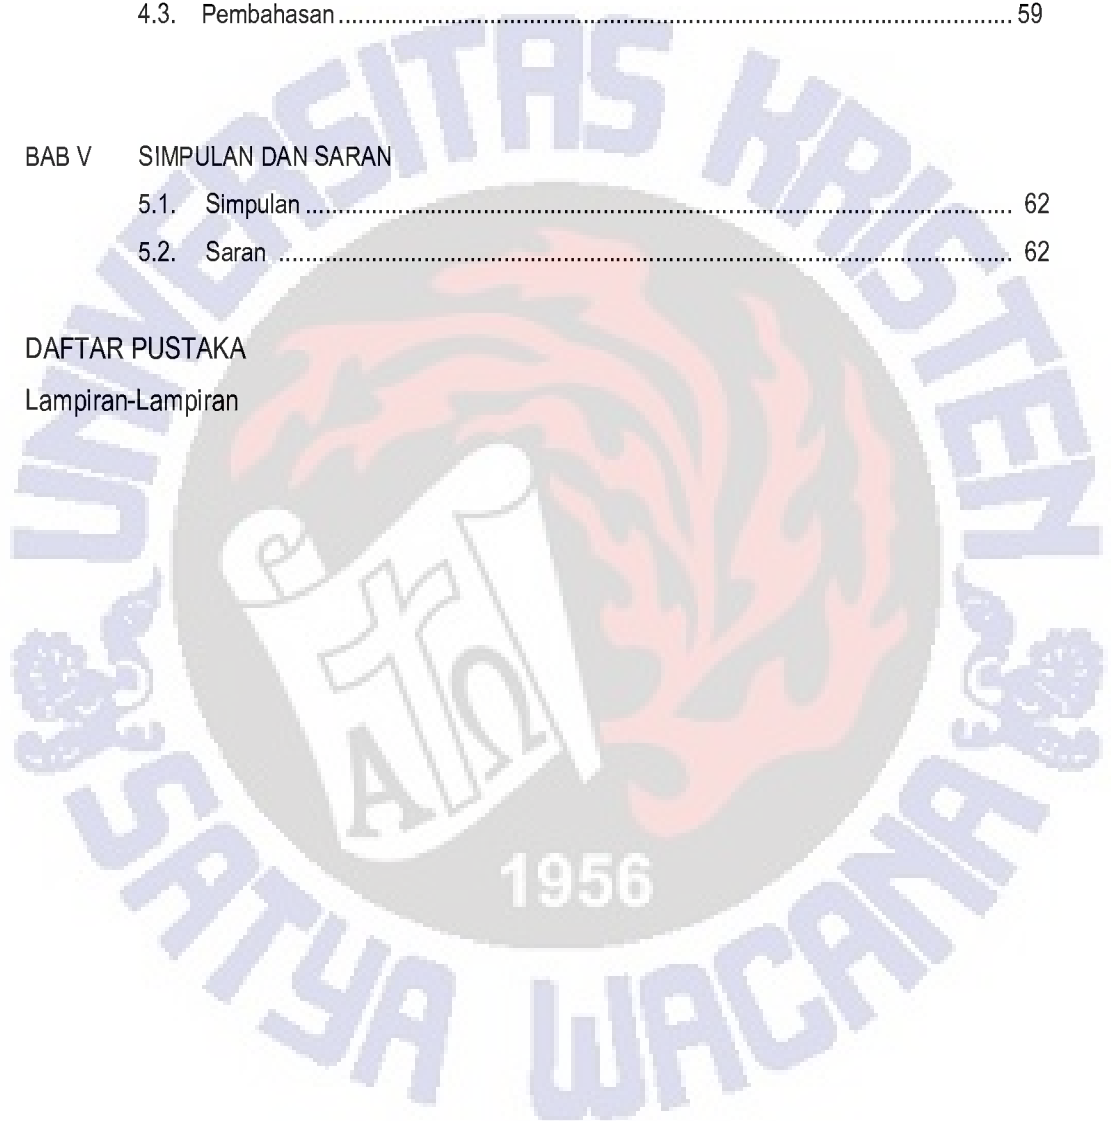 4.3. Pembahasan ........................................................................................................ 59
BAB V SIMPULAN DAN SARAN
5.1. Simpulan ............................................................................................................ 62
5.2. Saran ................................................................................................................ 62
DAFTAR PUSTAKA
Lampiran-Lampiran
UNIVERSITAS KRISTEN
SATYA WACANA
Α Ω
1956